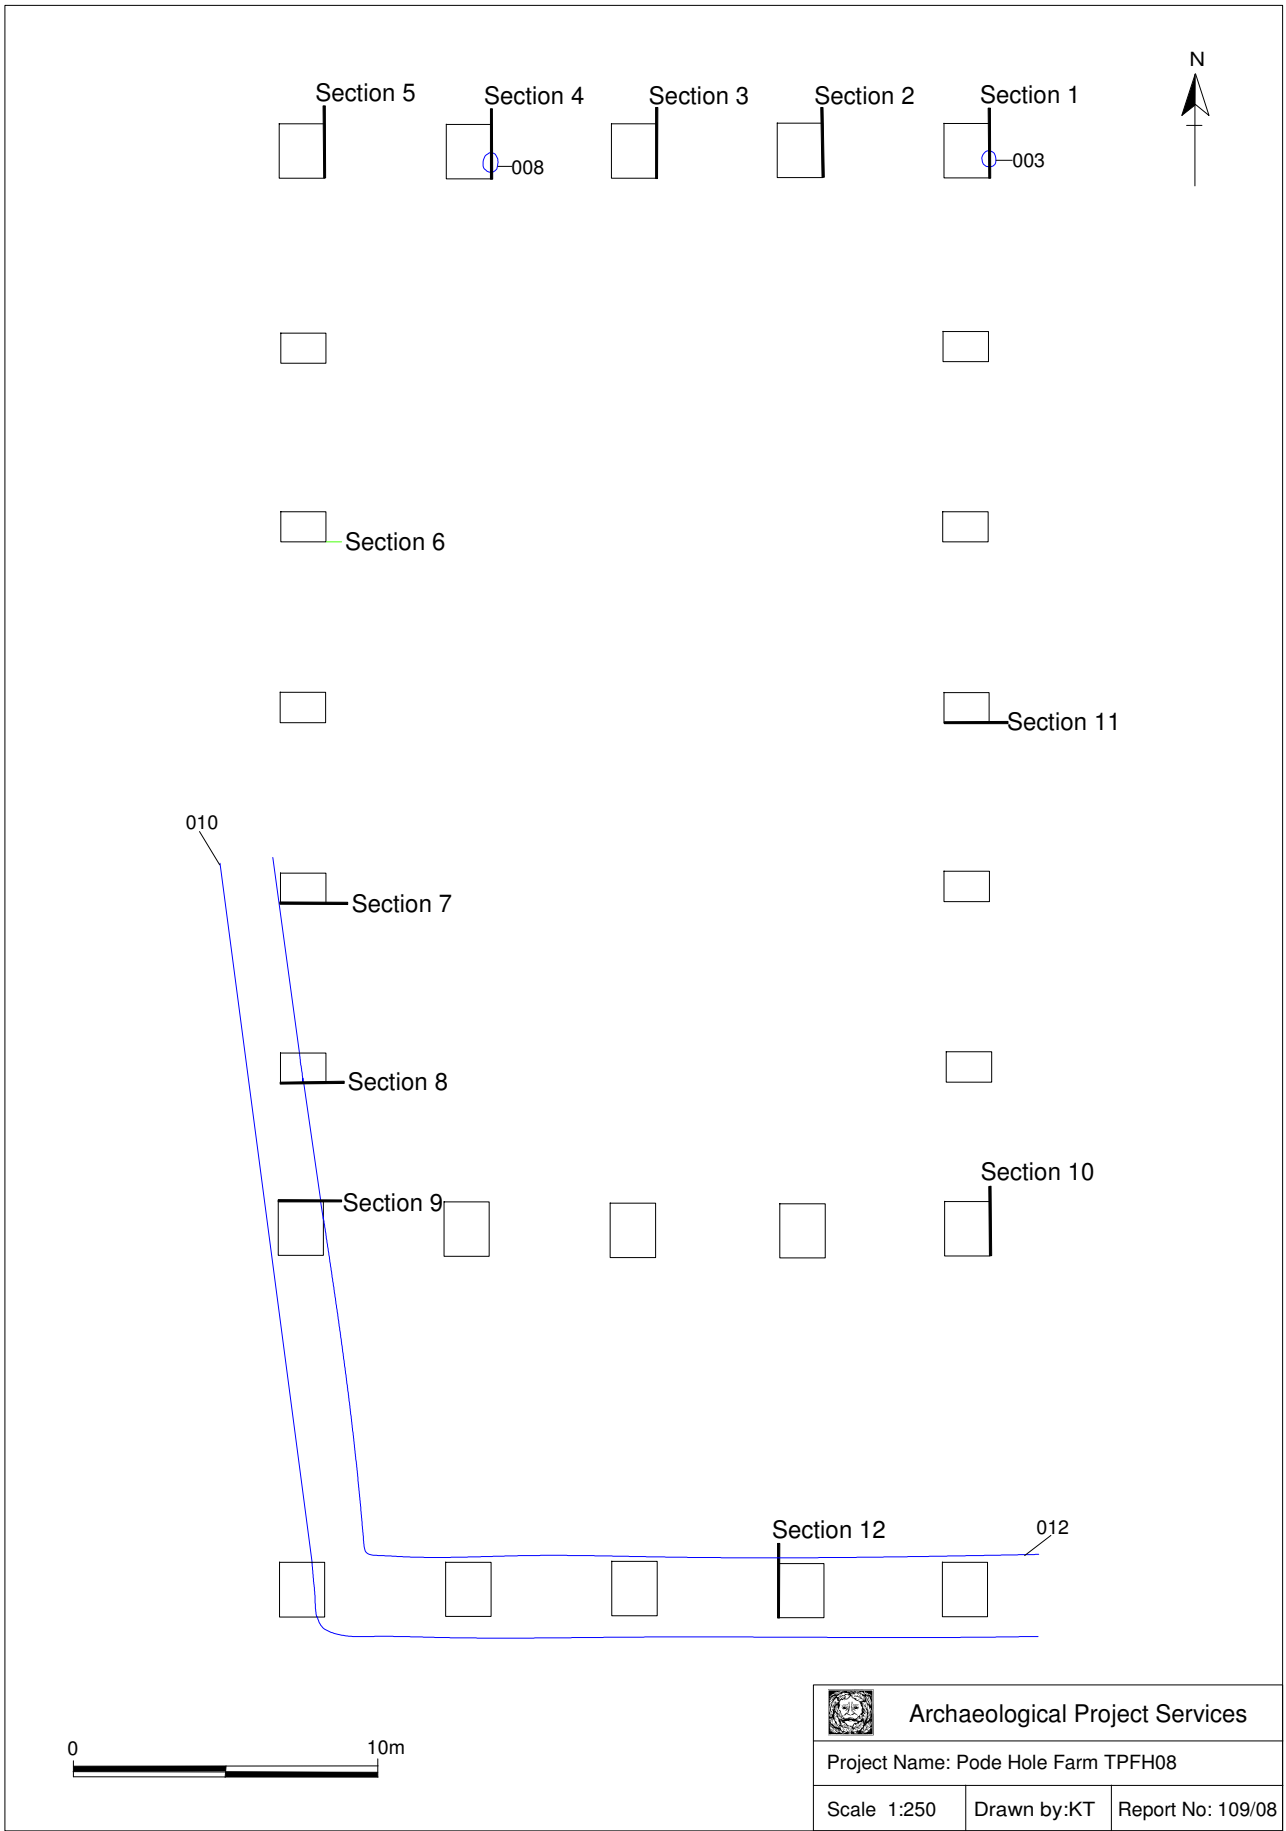 N
Section 5
Section 4
Section 3
Section 2
Section 1
008
003
Section 6
Section 11
010
Section 7
Section 8
Section 10
Section 9
Section 12
012
Archaeological Project Services
0 10m
Project Name: Pode Hole Farm TPFH08
Scale 1:250
Drawn by:KT
Report No: 109/08